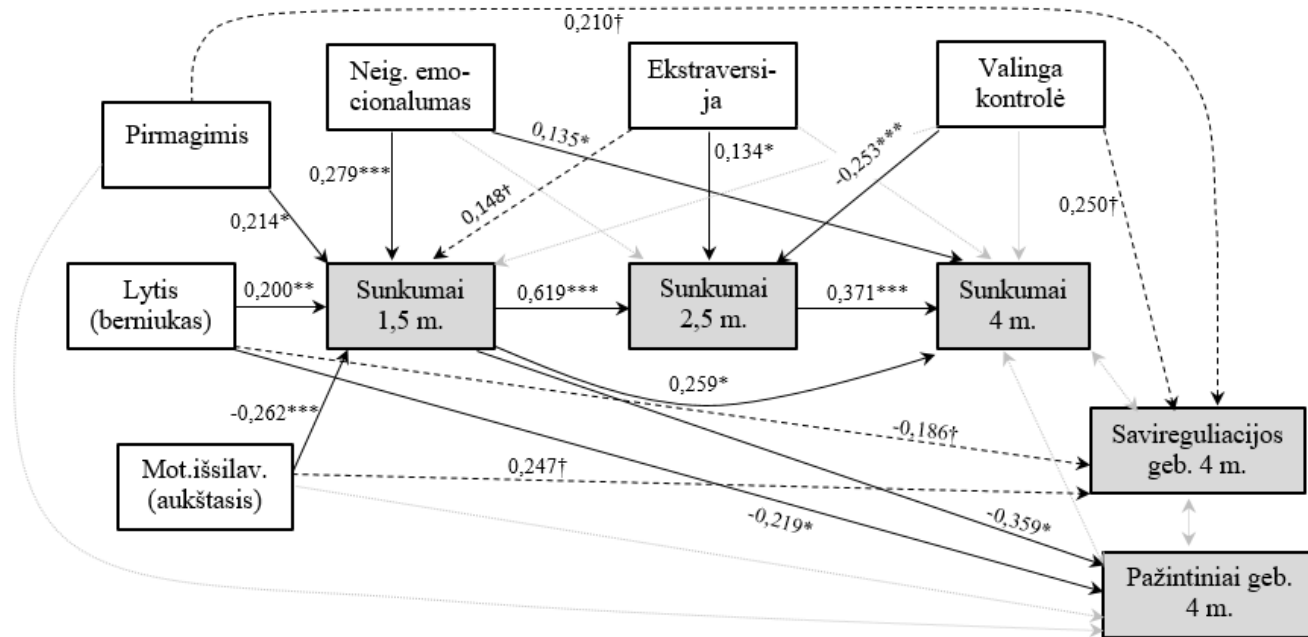 0,210†
Neig. emo-
cionalumas
Ekstraversi-
ja
Valinga
kontrolė
Pirmagimis
0,135*
0,279***
0,148†
0,134*
-0,253***
0,250†
0,214*
Lytis
(berniukas)
0,200**
Sunkumai
1,5 m.
0,619***
Sunkumai
2,5 m.
0,371***
Sunkumai
4 m.
0,259*
-0,262***
-0,186†
Savireguliacijos
geb. 4 m.
Mot.išsilav.
(aukštasis)
0,247†
-0,219*
-0,359*
Pažintiniai geb.
4 m.